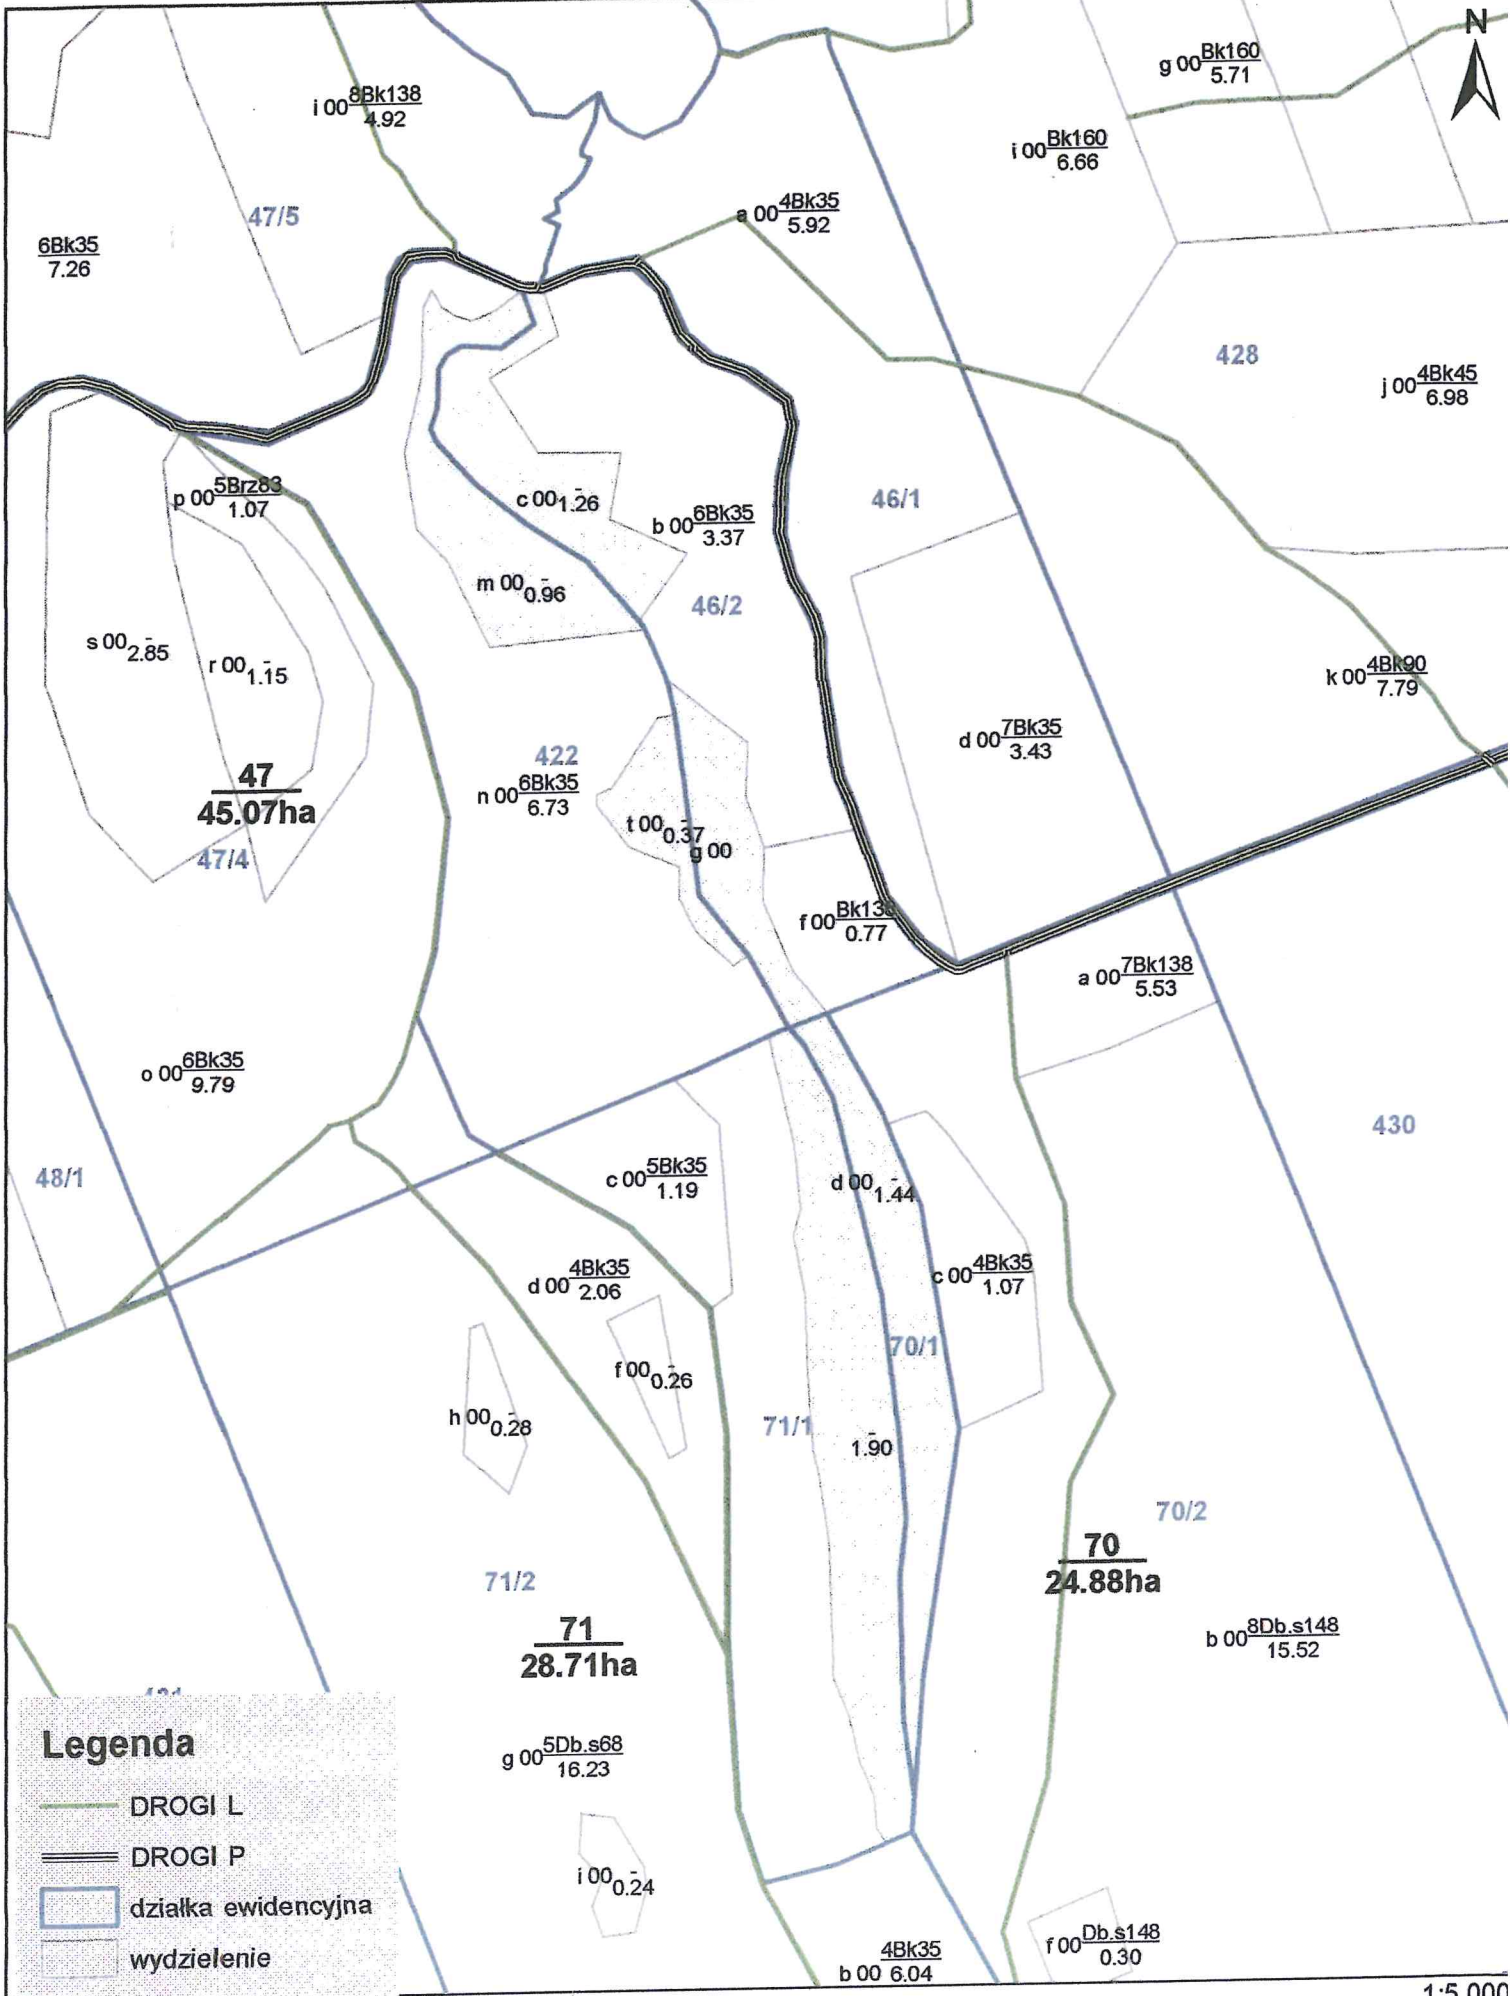 N
g 00 Bk160
5.71
i 00 8Bk138
4.92
i 00 Bk160
6.66
47/5
a 00 4Bk35
5.92
6Bk35
7.26
428
j 00 4Bk45
6.98
p 00 5Brz83
1.07
c 00 -
1.26
b 00 6Bk35
3.37
46/1
m 00 -
0.96
46/2
s 00 -
2.85
r 00 -
1.15
k 00 4Bk90
7.79
d 00 7Bk35
3.43
422
47
45.07ha
n 00 6Bk35
6.73
t 00 -
0.37
g 00
47/4
f 00
0.77
a 00 7Bk138
5.53
o 00 6Bk35
9.79
430
48/1
c 00 5Bk35
1.19
d 00 -
1.44
d 00 4Bk35
2.06
c 00 4Bk35
1.07
70/1
f 00 -
0.26
h 00 -
0.28
71/1
-
1.90
70/2
70
24.88ha
71/2
71
28.71ha
b 00 8Db.s148
15.52
g 00 5Db.s68
16.23
Legenda
DROGI L
DROGI P
działka ewidencyjna
wydzielenie
i 00 -
0.24
b 00 4Bk35
6.04
f 00 Db.s148
0.30